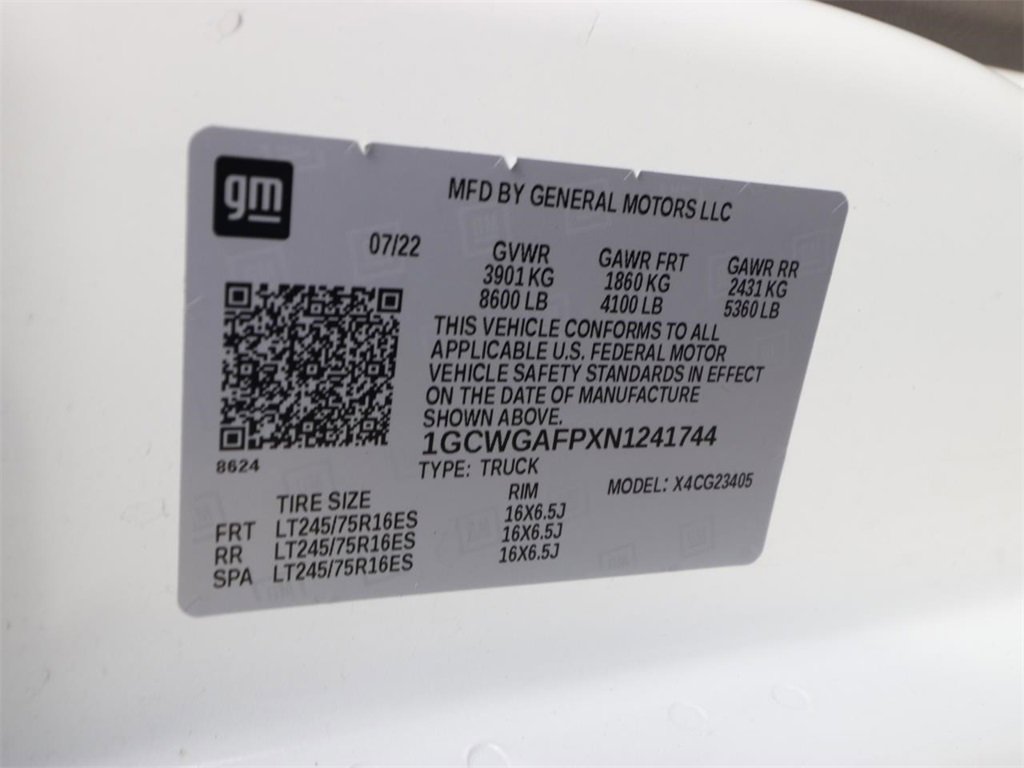 gm
MFD BY GENERAL MOTORS LLC
07/22
GVWR GAWR FRT GAWR RR
3901 KG 1860 KG 2431 KG
8600 LB 4100 LB 5360 LB
THIS VEHICLE CONFORMS TO ALL
APPLICABLE U.S. FEDERAL MOTOR
VEHICLE SAFETY STANDARDS IN EFFECT
ON THE DATE OF MANUFACTURE
SHOWN ABOVE.
1GCWGAFPXN1241744
8624
TYPE: TRUCK
MODEL: X4CG23405
TIRE SIZE RIM
FRT LT245/75R16ES 16X6.5J
RR LT245/75R16ES 16X6.5J
SPA LT245/75R16ES 16X6.5J